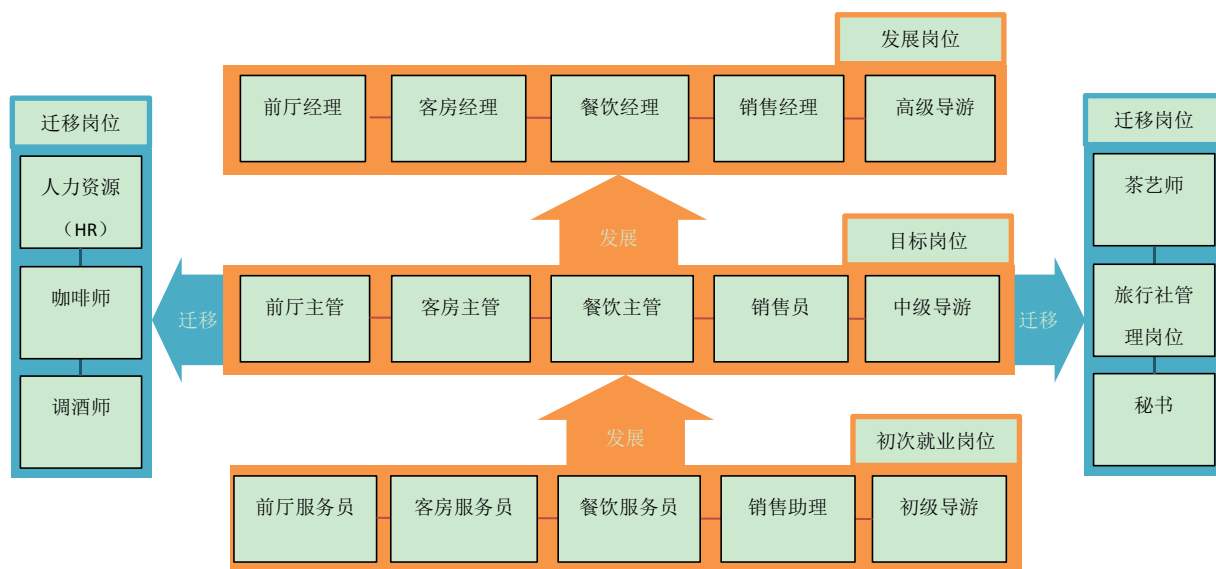 发展岗位
前厅经理
客房经理
餐饮经理
销售经理
高级导游
迁移岗位
人力资源
（HR）
咖啡师
调酒师
迁移
发展
目标岗位
前厅主管
客房主管
餐饮主管
销售员
中级导游
迁移
迁移岗位
茶艺师
旅行社管
理岗位
秘书
发展
初次就业岗位
前厅服务员
客房服务员
餐饮服务员
销售助理
初级导游